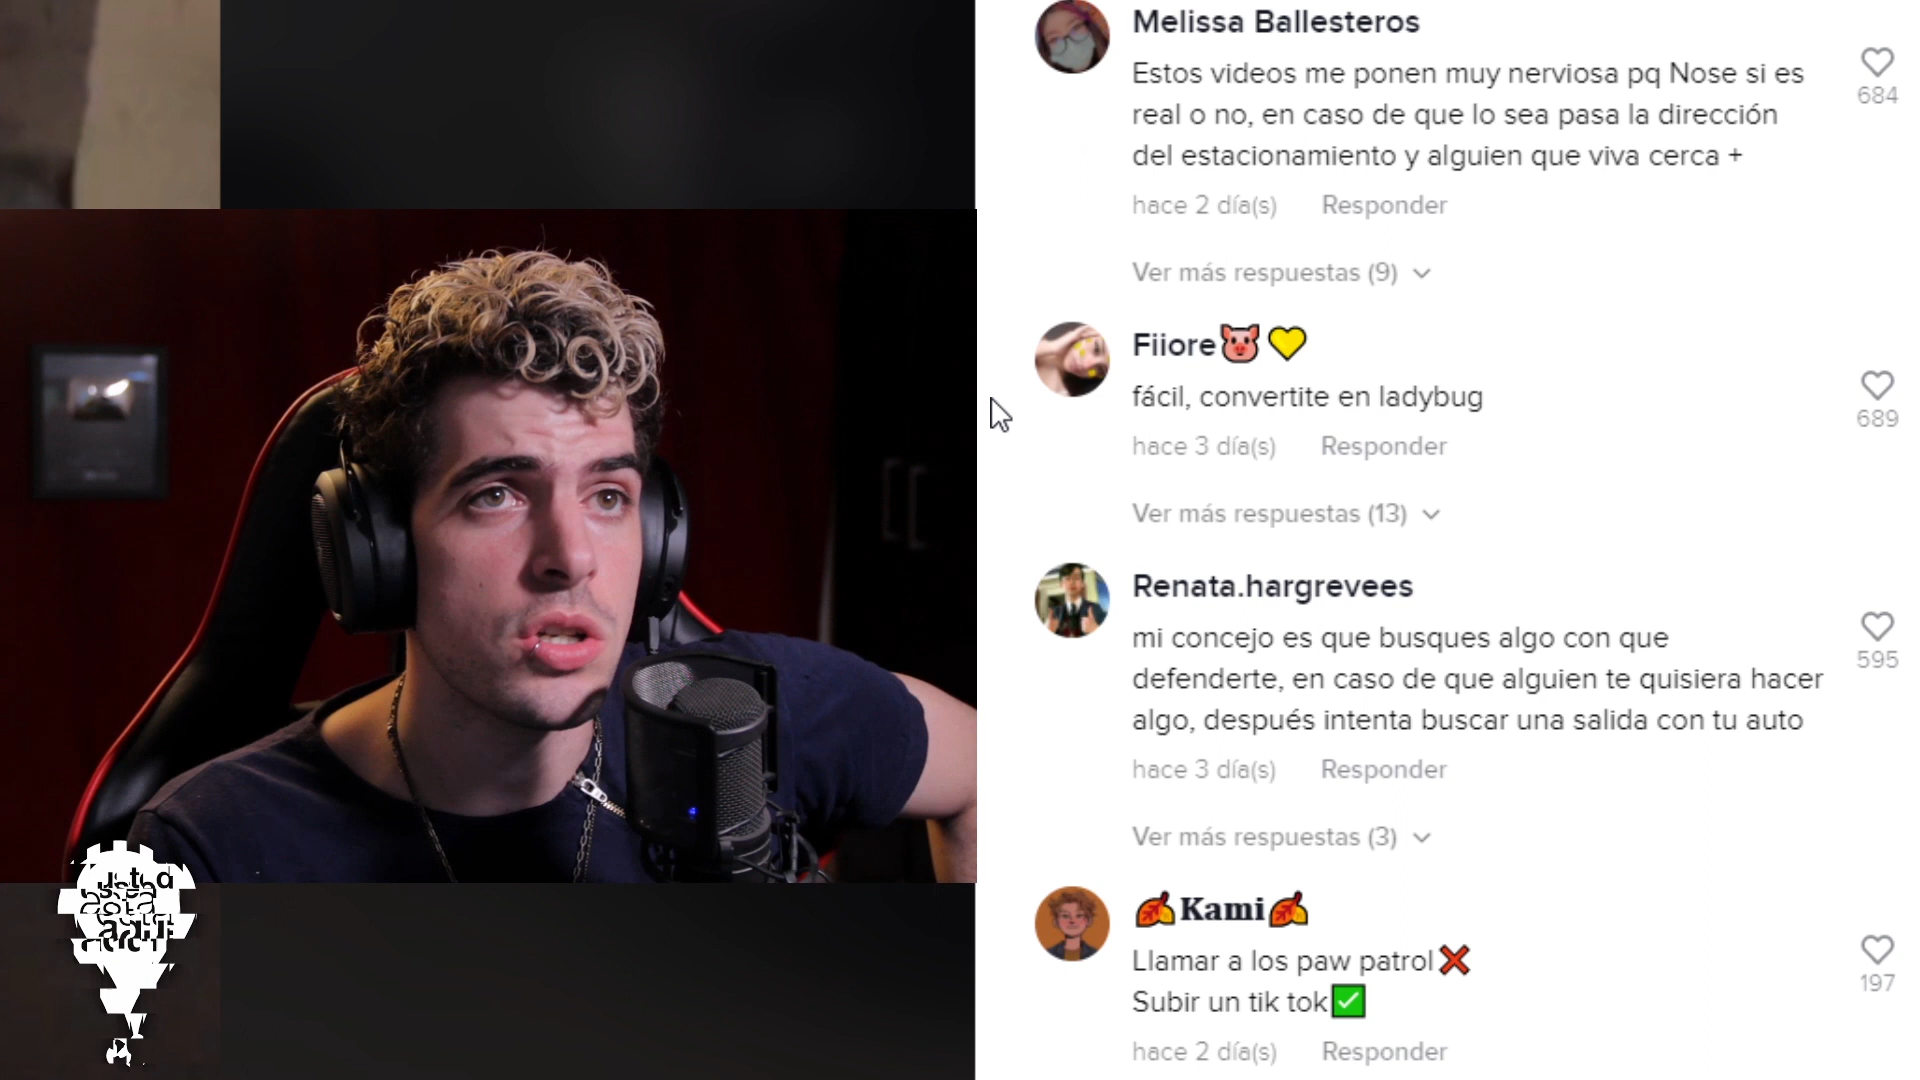 Melissa Ballesteros
Estos videos me ponen muy nerviosa pq Nose si es
real o no, en caso de que lo sea pasa la dirección
del estacionamiento y alguien que viva cerca +
684
hace 2 día(s) Responder
Ver más respuestas (9)
Fiiore🐷💛
fácil, convertite en ladybug
689
hace 3 día(s) Responder
Ver más respuestas (13)
Renata.hargrevees
mi concejo es que busques algo con que
defenderte, en caso de que alguien te quisiera hacer
algo, después intenta buscar una salida con tu auto
595
hace 3 día(s) Responder
Ver más respuestas (3)
🍂Kami🍂
Llamar a los paw patrol❌
Subir un tik tok✅
197
hace 2 día(s) Responder